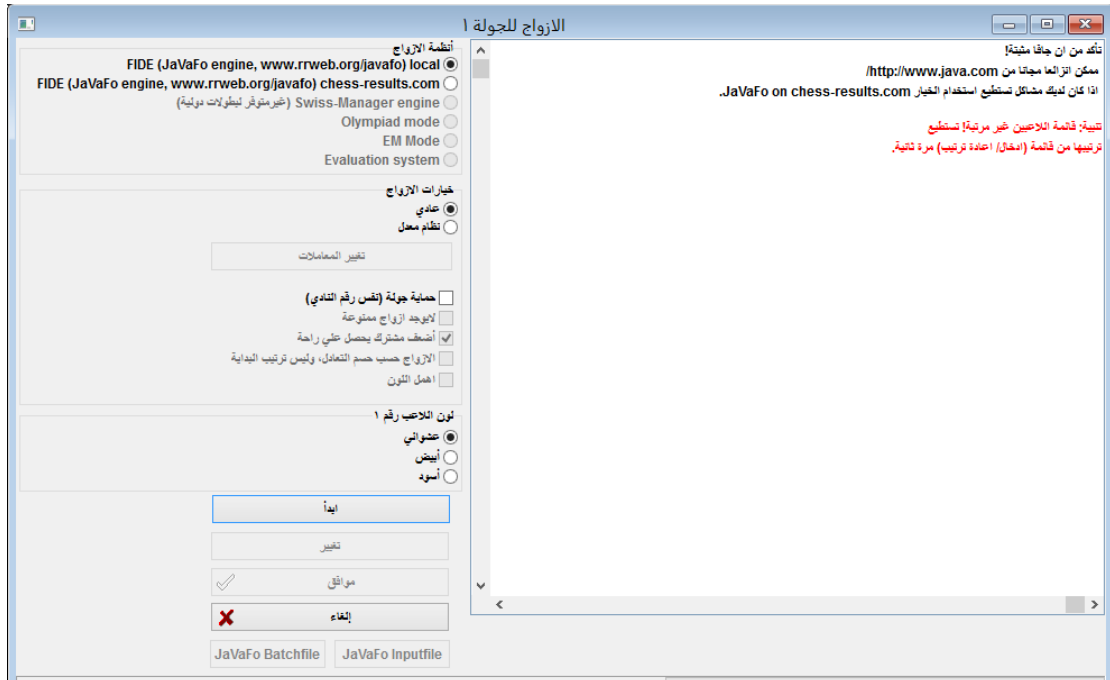 الازواج للجولة ١
تأكد من ان جافا مثبتة!
ممكن انزالعا مجانا من http://www.java.com/
اذا كان لديك مشاكل تستطيع استخدام الخيار JaVaFo on chess-results.com.
تنبية: قائمة اللاعبين غير مرتبة! تستطيع
ترتيبها من قائمة (ادخال/ اعادة ترتيب) مرة ثانية.
أنظمة الازواج
FIDE (JaVaFo engine, www.rrweb.org/javafo) local
FIDE (JaVaFo engine, www.rrweb.org/javafo) chess-results.com
Swiss-Manager engine (غيرمتوفر لبطولات دولية)
Olympiad mode
EM Mode
Evaluation system
خيارات الازواج
عادي
نظام معدل
تغيير المعاملات
حماية جولة (نفس رقم النادي)
لايوجد ازواج ممنوعة
أضعف مشترك يحصل علي راحة
الازواج حسب حسم التعادل، وليس ترتيب البداية
اهمل اللون
لون اللاعب رقم ١
عشوائي
أبيض
أسود
ابدأ
تغيير
موافق
إلغاء
JaVaFo Batchfile
JaVaFo Inputfile